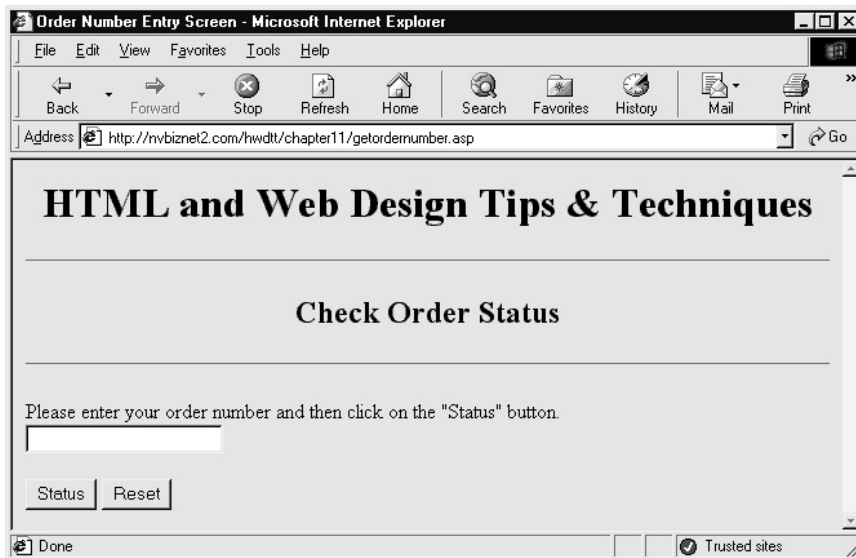 Order Number Entry Screen - Microsoft Internet Explorer
File Edit View Favorites Tools Help
Back Forward Stop Refresh Home Search Favorites History Mail Print »
Address http://nvbiznet2.com/hwdtt/chapter11/getordernumber.asp Go
HTML and Web Design Tips & Techniques
Check Order Status
Please enter your order number and then click on the "Status" button.
Status Reset
Done Trusted sites